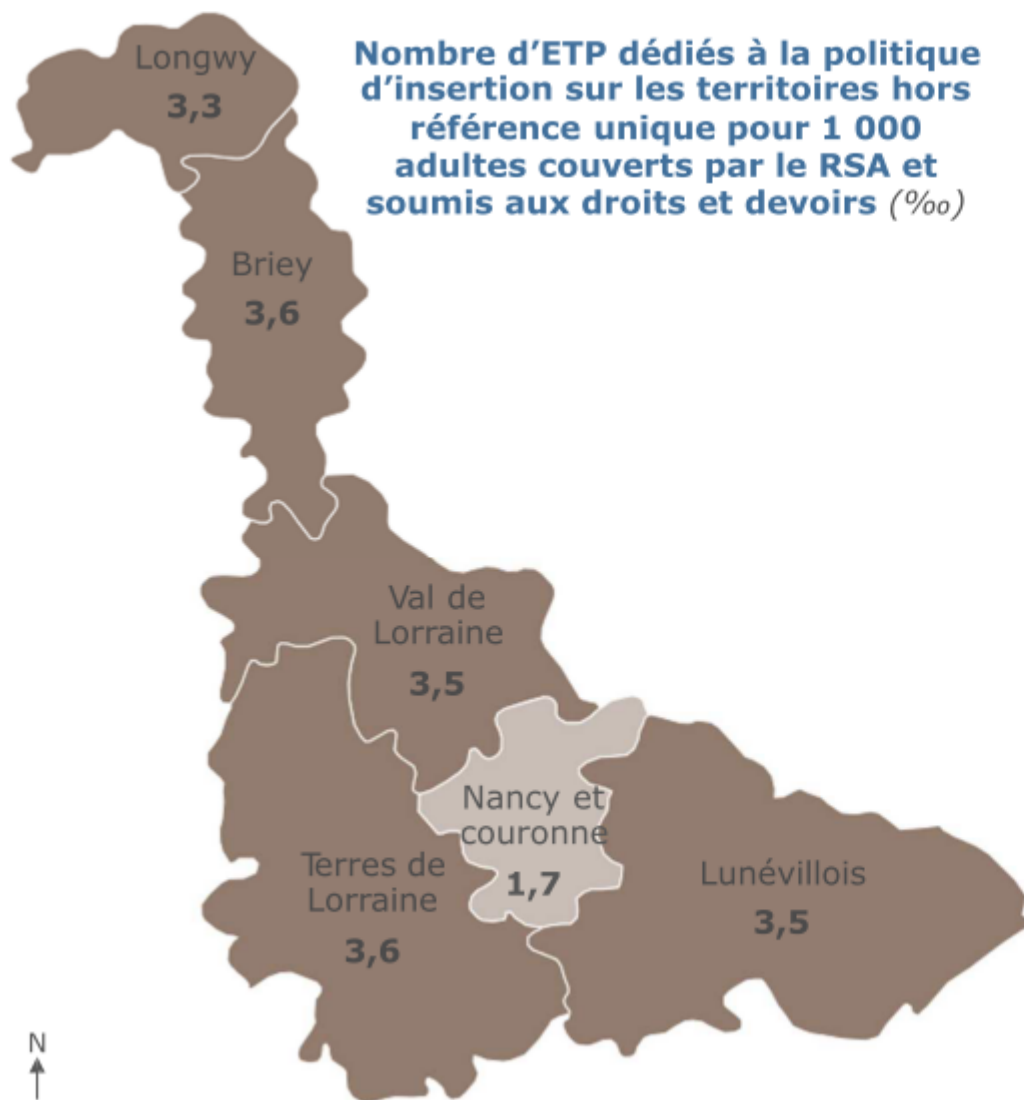 Nombre d'ETP dédiés à la politique
d'insertion sur les territoires hors
référence unique pour 1 000
adultes couverts par le RSA et
soumis aux droits et devoirs (‰)
Longwy
3,3
Briey
3,6
Val de
Lorraine
3,5
Nancy et
couronne
1,7
Terres de
Lorraine
3,6
Lunévillois
3,5
N